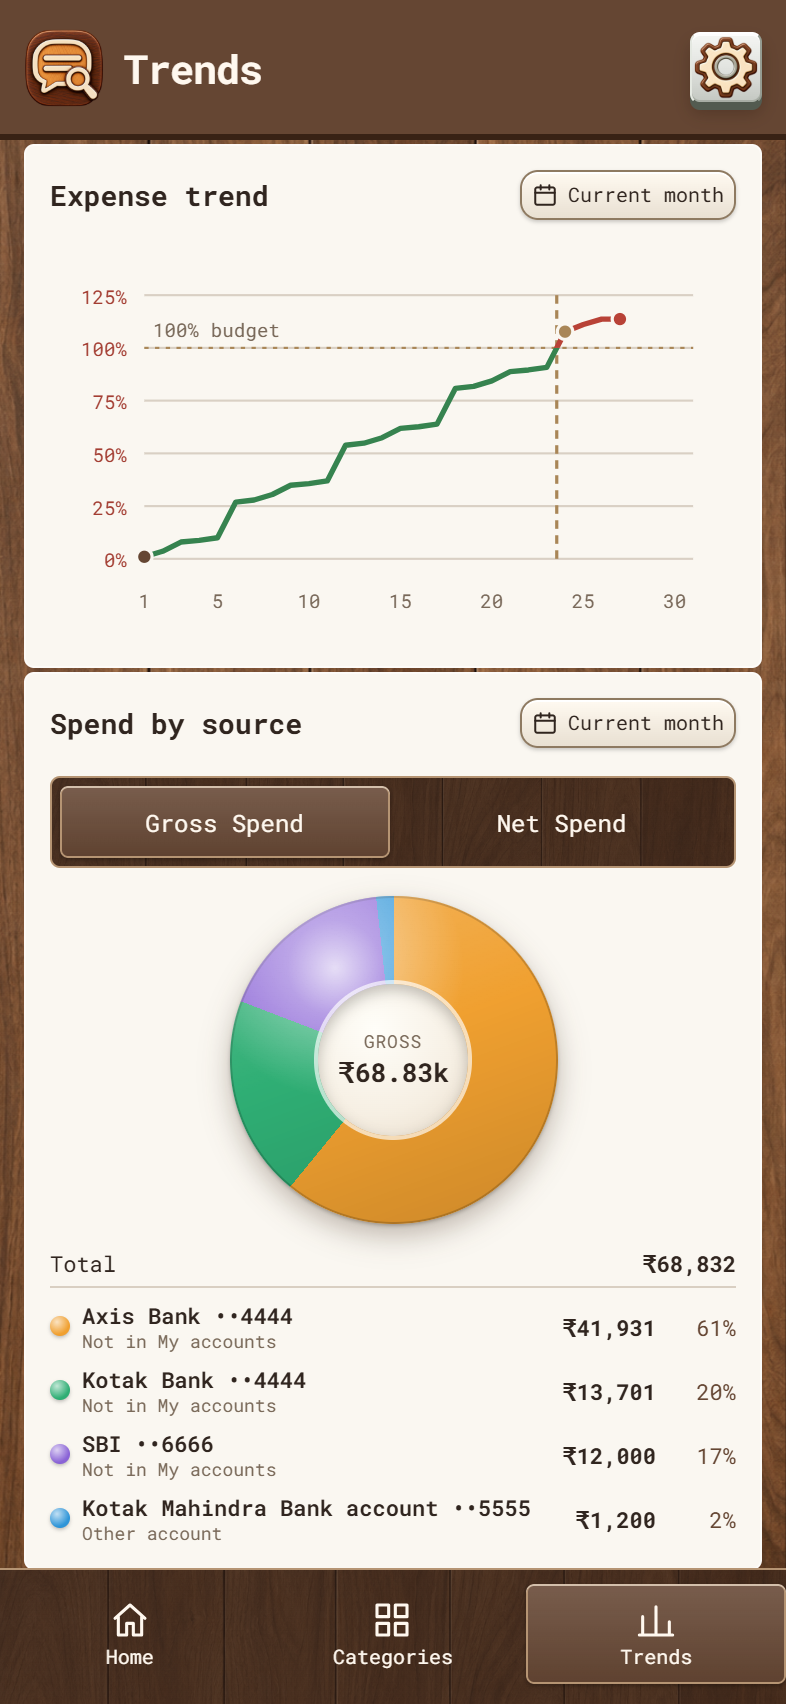 Trends
Expense trend
Current month
125%
100% budget
100%
75%
50%
25%
0%
1 5 10 15 20 25 30
Spend by source
Current month
Gross Spend Net Spend
GROSS
₹68.83k
Total ₹68,832
Axis Bank ••4444 ₹41,931 61%
Not in My accounts
Kotak Bank ••4444 ₹13,701 20%
Not in My accounts
SBI ••6666 ₹12,000 17%
Not in My accounts
Kotak Mahindra Bank account ••5555 ₹1,200 2%
Other account
Home Categories Trends